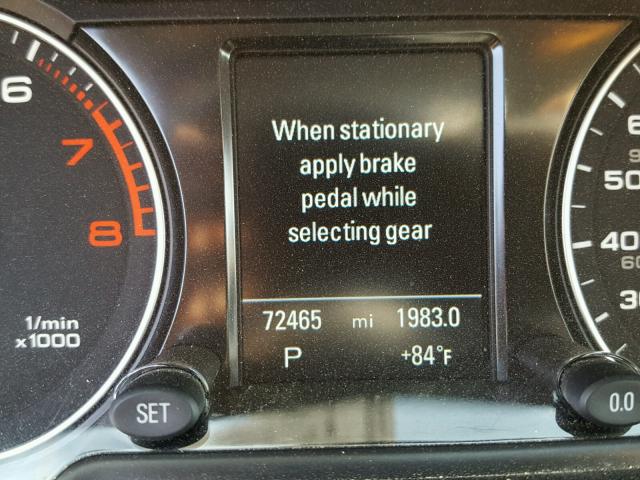 6
7
8
1/min
x1000
When stationary
apply brake
pedal while
selecting gear
72465 mi 1983.0
P +84°F
SET
50
40
60
0.0